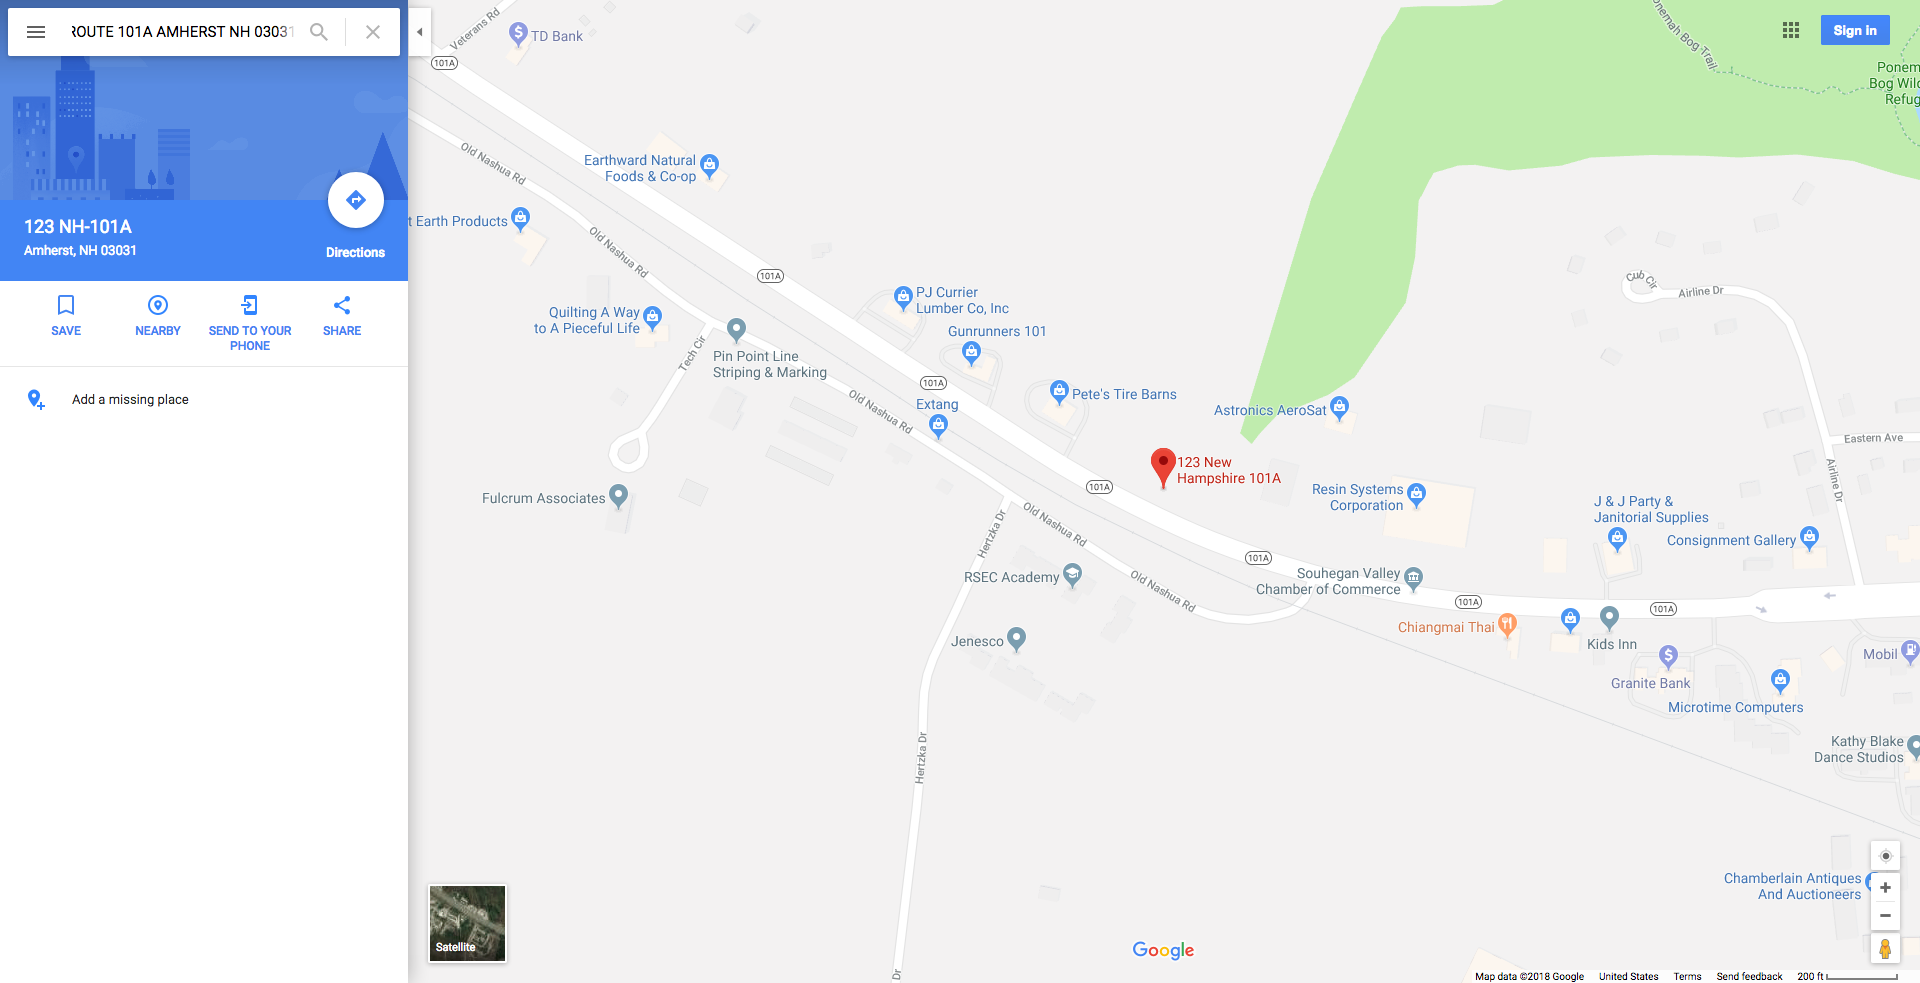 ROUTE 101A AMHERST NH 03031
123 NH-101A
Amherst, NH 03031
Directions
SAVE
NEARBY
SEND TO YOUR
PHONE
SHARE
Add a missing place
Sign in
Veterans Rd
TD Bank
101A
Old Nashua Rd
Earthward Natural
Foods & Co-op
t Earth Products
Old Nashua Rd
101A
Ponemah Bog Trail
Ponem
Bog Wild
Refug
Quilting A Way
to A Pieceful Life
PJ Currier
Lumber Co, Inc
Gunrunners 101
Pin Point Line
Striping & Marking
Tech Cir
101A
Extang
Old Nashua Rd
Pete's Tire Barns
Astronics AeroSat
Cub Cir
Airline Dr
Eastern Ave
Airline Dr
123 New
Hampshire 101A
101A
Fulcrum Associates
Resin Systems
Corporation
J & J Party &
Janitorial Supplies
Consignment Gallery
Hertzka Dr
Old Nashua Rd
101A
RSEC Academy
Old Nashua Rd
Souhegan Valley
Chamber of Commerce
101A
101A
Chiangmai Thai
Kids Inn
Jenesco
Mobil
Granite Bank
Microtime Computers
Hertzka Dr
Kathy Blake
Dance Studios
Chamberlain Antiques
And Auctioneers
Satellite
Google
Dr
Map data ©2018 Google
United States
Terms
Send feedback
200 ft